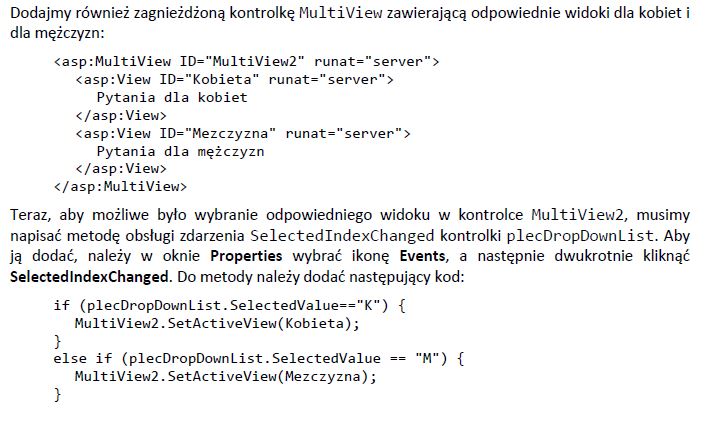 Dodajmy również zagnieżdżoną kontrolkę MultiView zawierającą odpowiednie widoki dla kobiet i
dla mężczyzn:
<asp:MultiView ID="MultiView2" runat="server">
<asp:View ID="Kobieta" runat="server">
Pytania dla kobiet
</asp:View>
<asp:View ID="Mezczyzna" runat="server">
Pytania dla mężczyzn
</asp:View>
</asp:MultiView>
Teraz, aby możliwe było wybranie odpowiedniego widoku w kontrolce MultiView2, musimy
napisać metodę obsługi zdarzenia SelectedIndexChanged kontrolki plecDropDownList. Aby
ją dodać, należy w oknie Properties wybrać ikonę Events, a następnie dwukrotnie kliknąć
SelectedIndexChanged. Do metody należy dodać następujący kod:
if (plecDropDownList.SelectedValue=="K") {
MultiView2.SetActiveView(Kobieta);
}
else if (plecDropDownList.SelectedValue == "M") {
MultiView2.SetActiveView(Mezczyzna);
}